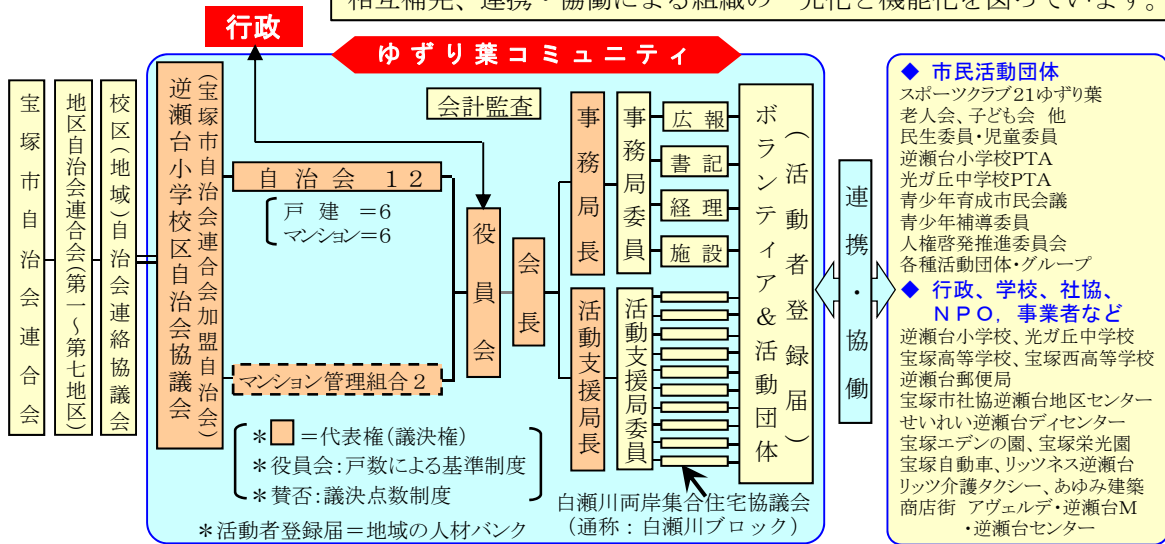 相互補完、連携・協働による組織の一元化と機能化を図っています。
行政
ゆずり葉コミュニティ
宝塚市自治会連合会
地区自治会連合会(第一～第七地区)
校区(地域)自治会連絡協議会
逆瀬台小学校区自治会協議会
(宝塚市自治会連合会加盟自治会)
自治会 12
戸建 =6
マンション=6
マンション管理組合2
会計監査
役員会
会長
事務局長
事務局委員
広報
書記
経理
施設
活動支援局長
活動支援局委員
ボランティア&活動団体
(活動者登録届)
*□=代表権(議決権)
*役員会:戸数による基準制度
*賛否:議決点数制度
*活動者登録届=地域の人材バンク
白瀬川両岸集合住宅協議会
(通称:白瀬川ブロック)
連携・協働
◆ 市民活動団体
スポーツクラブ21ゆずり葉
老人会、子ども会 他
民生委員・児童委員
逆瀬台小学校PTA
光ガ丘中学校PTA
青少年育成市民会議
青少年補導委員
人権啓発推進委員会
各種活動団体・グループ
◆ 行政、学校、社協、
NPO, 事業者など
逆瀬台小学校、光ガ丘中学校
宝塚高等学校、宝塚西高等学校
逆瀬台郵便局
宝塚市社協逆瀬台地区センター
せいれい逆瀬台デイセンター
宝塚エデンの園、宝塚栄光園
宝塚自動車、リッツネス逆瀬台
リッツ介護タクシー、あゆみ建築
商店街 アヴェルデ・逆瀬台M
・逆瀬台センター